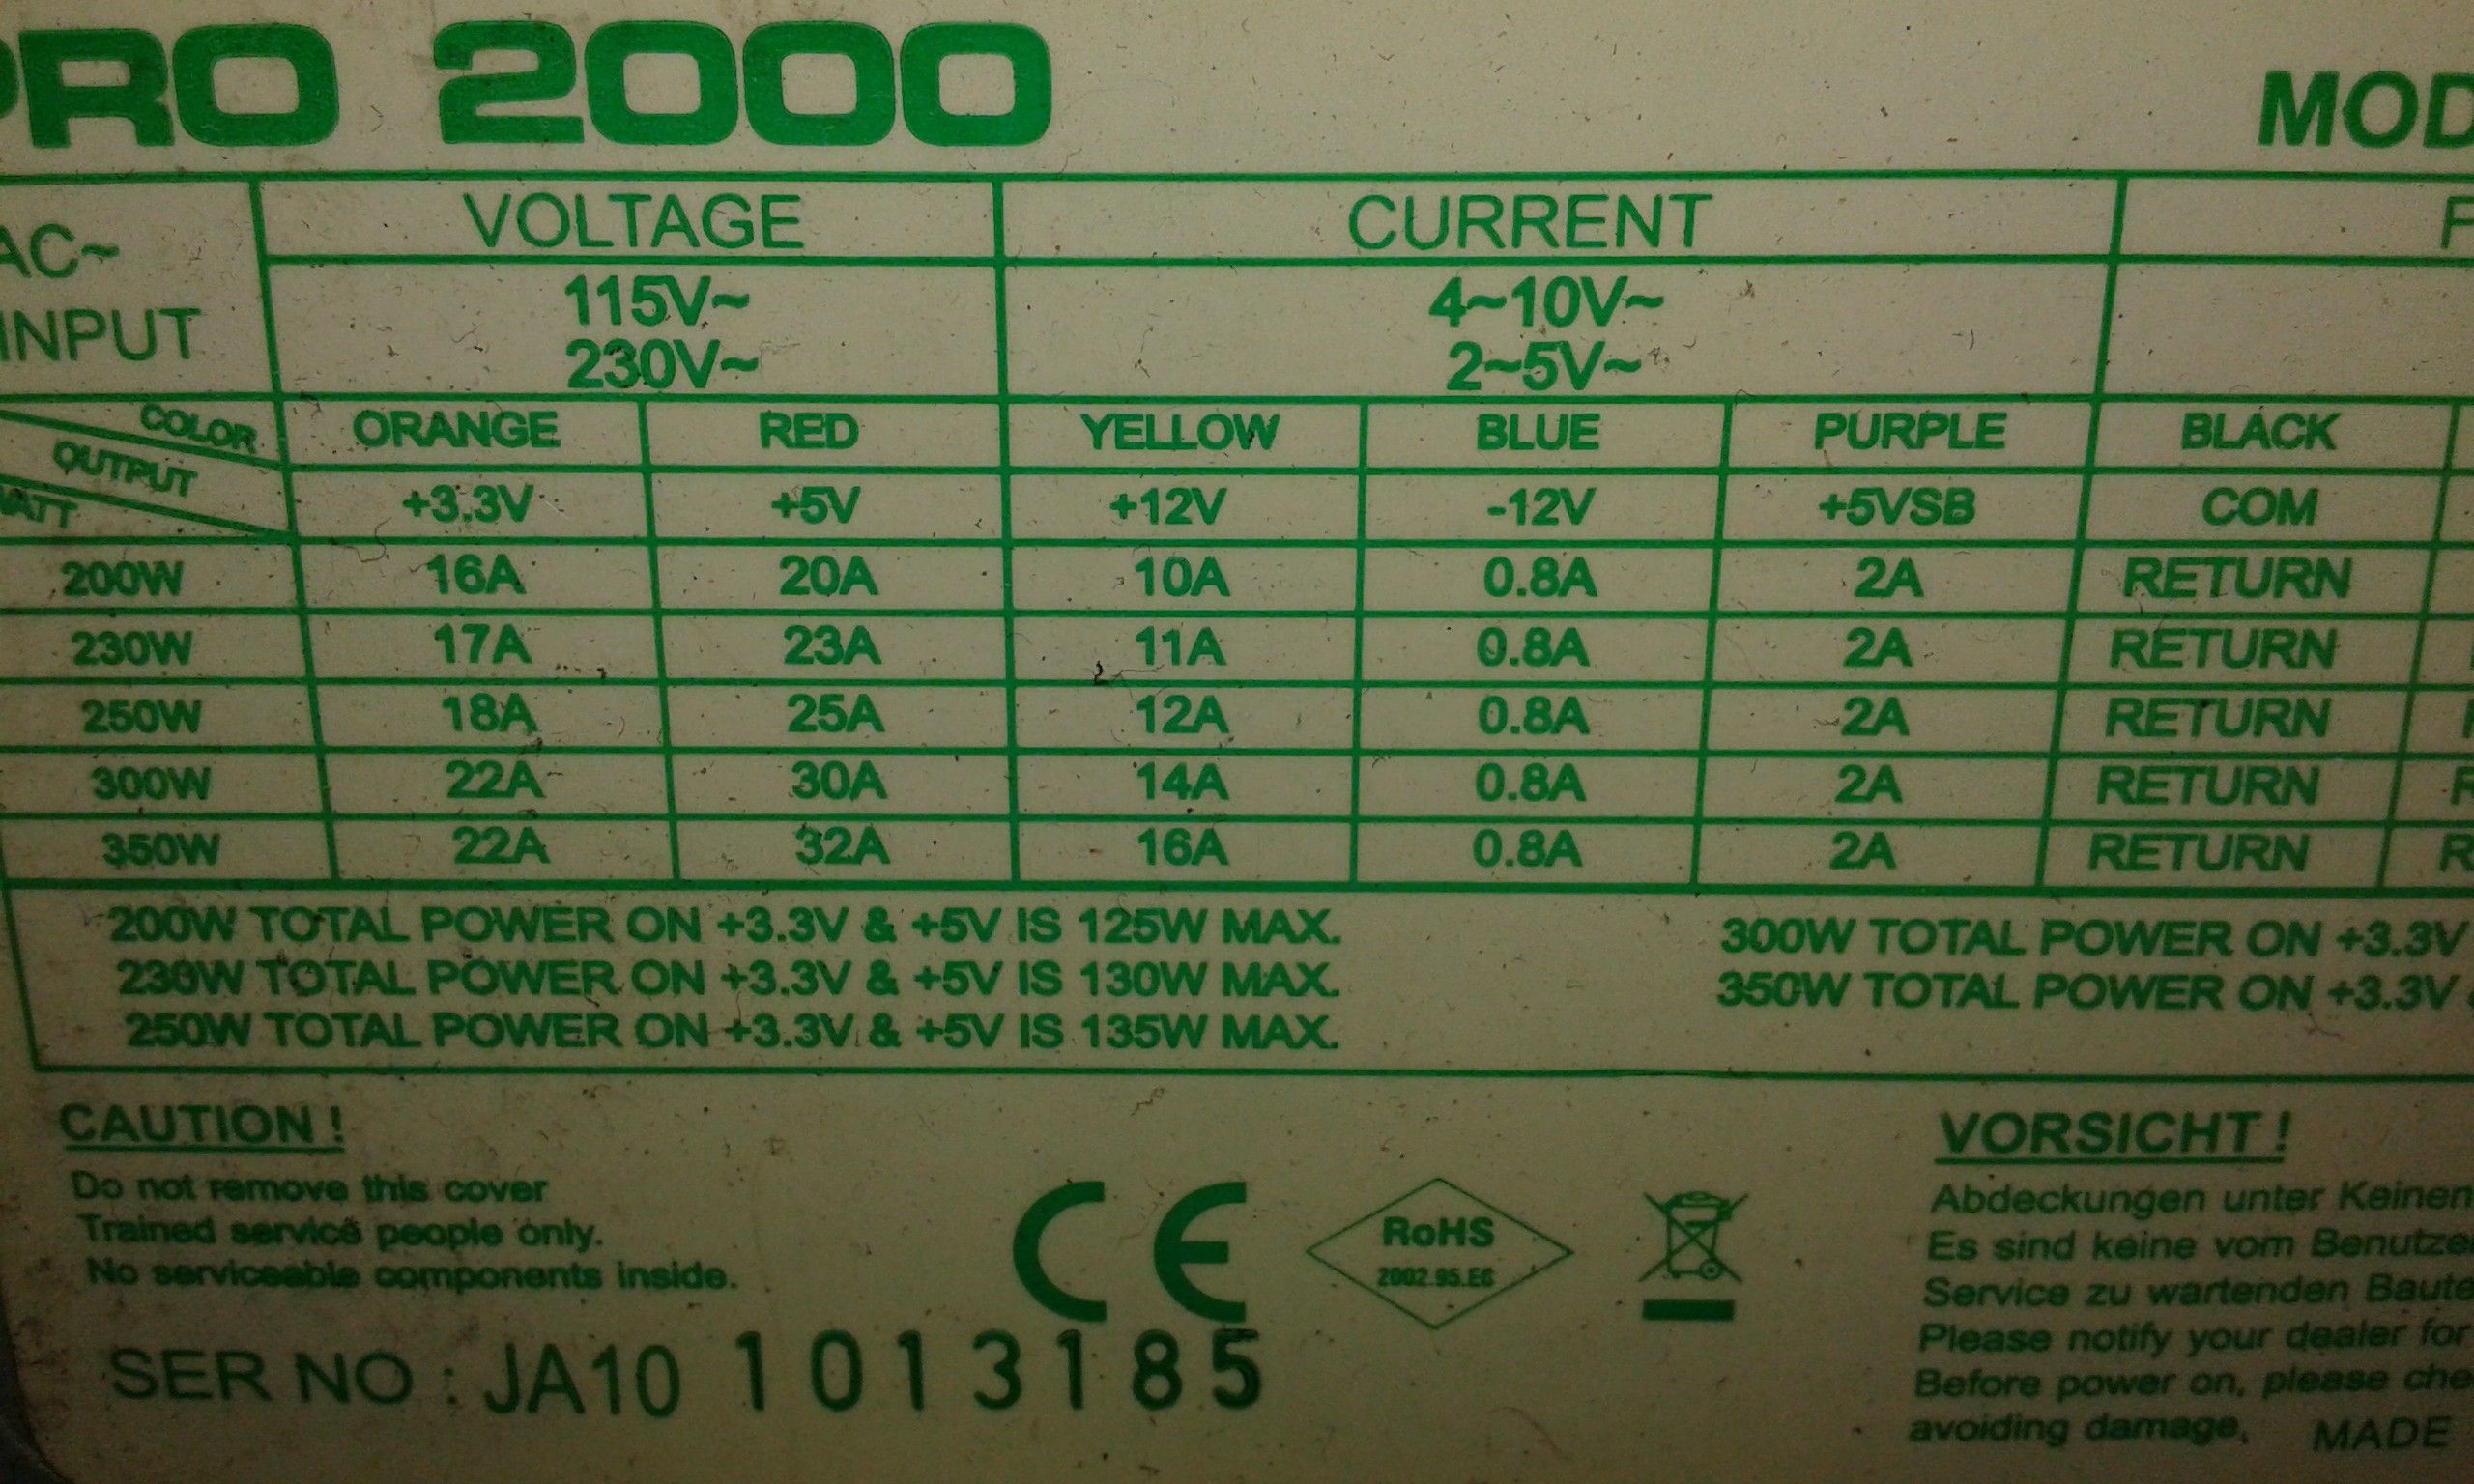 PRO 2000
MOD
AC~ INPUT VOLTAGE CURRENT F
115V~ 4~10V~
230V~ 2~5V~
COLOR ORANGE RED YELLOW BLUE PURPLE BLACK
OUTPUT +3.3V +5V +12V -12V +5VSB COM
WATT
200W 16A 20A 10A 0.8A 2A RETURN
230W 17A 23A 11A 0.8A 2A RETURN
250W 18A 25A 12A 0.8A 2A RETURN
300W 22A 30A 14A 0.8A 2A RETURN R
350W 22A 32A 16A 0.8A 2A RETURN R
200W TOTAL POWER ON +3.3V & +5V IS 125W MAX.
230W TOTAL POWER ON +3.3V & +5V IS 130W MAX.
250W TOTAL POWER ON +3.3V & +5V IS 135W MAX.
300W TOTAL POWER ON +3.3V
350W TOTAL POWER ON +3.3V
CAUTION !
Do not remove this cover
Trained service people only.
No serviceable components inside.
CE
RoHS
2002.95.EC
SER NO : JA10 1013185
VORSICHT !
Abdeckungen unter Keinen
Es sind keine vom Benutze
Service zu wartenden Baute
Please notify your dealer for
Before power on, please che
avoiding damage,
MADE